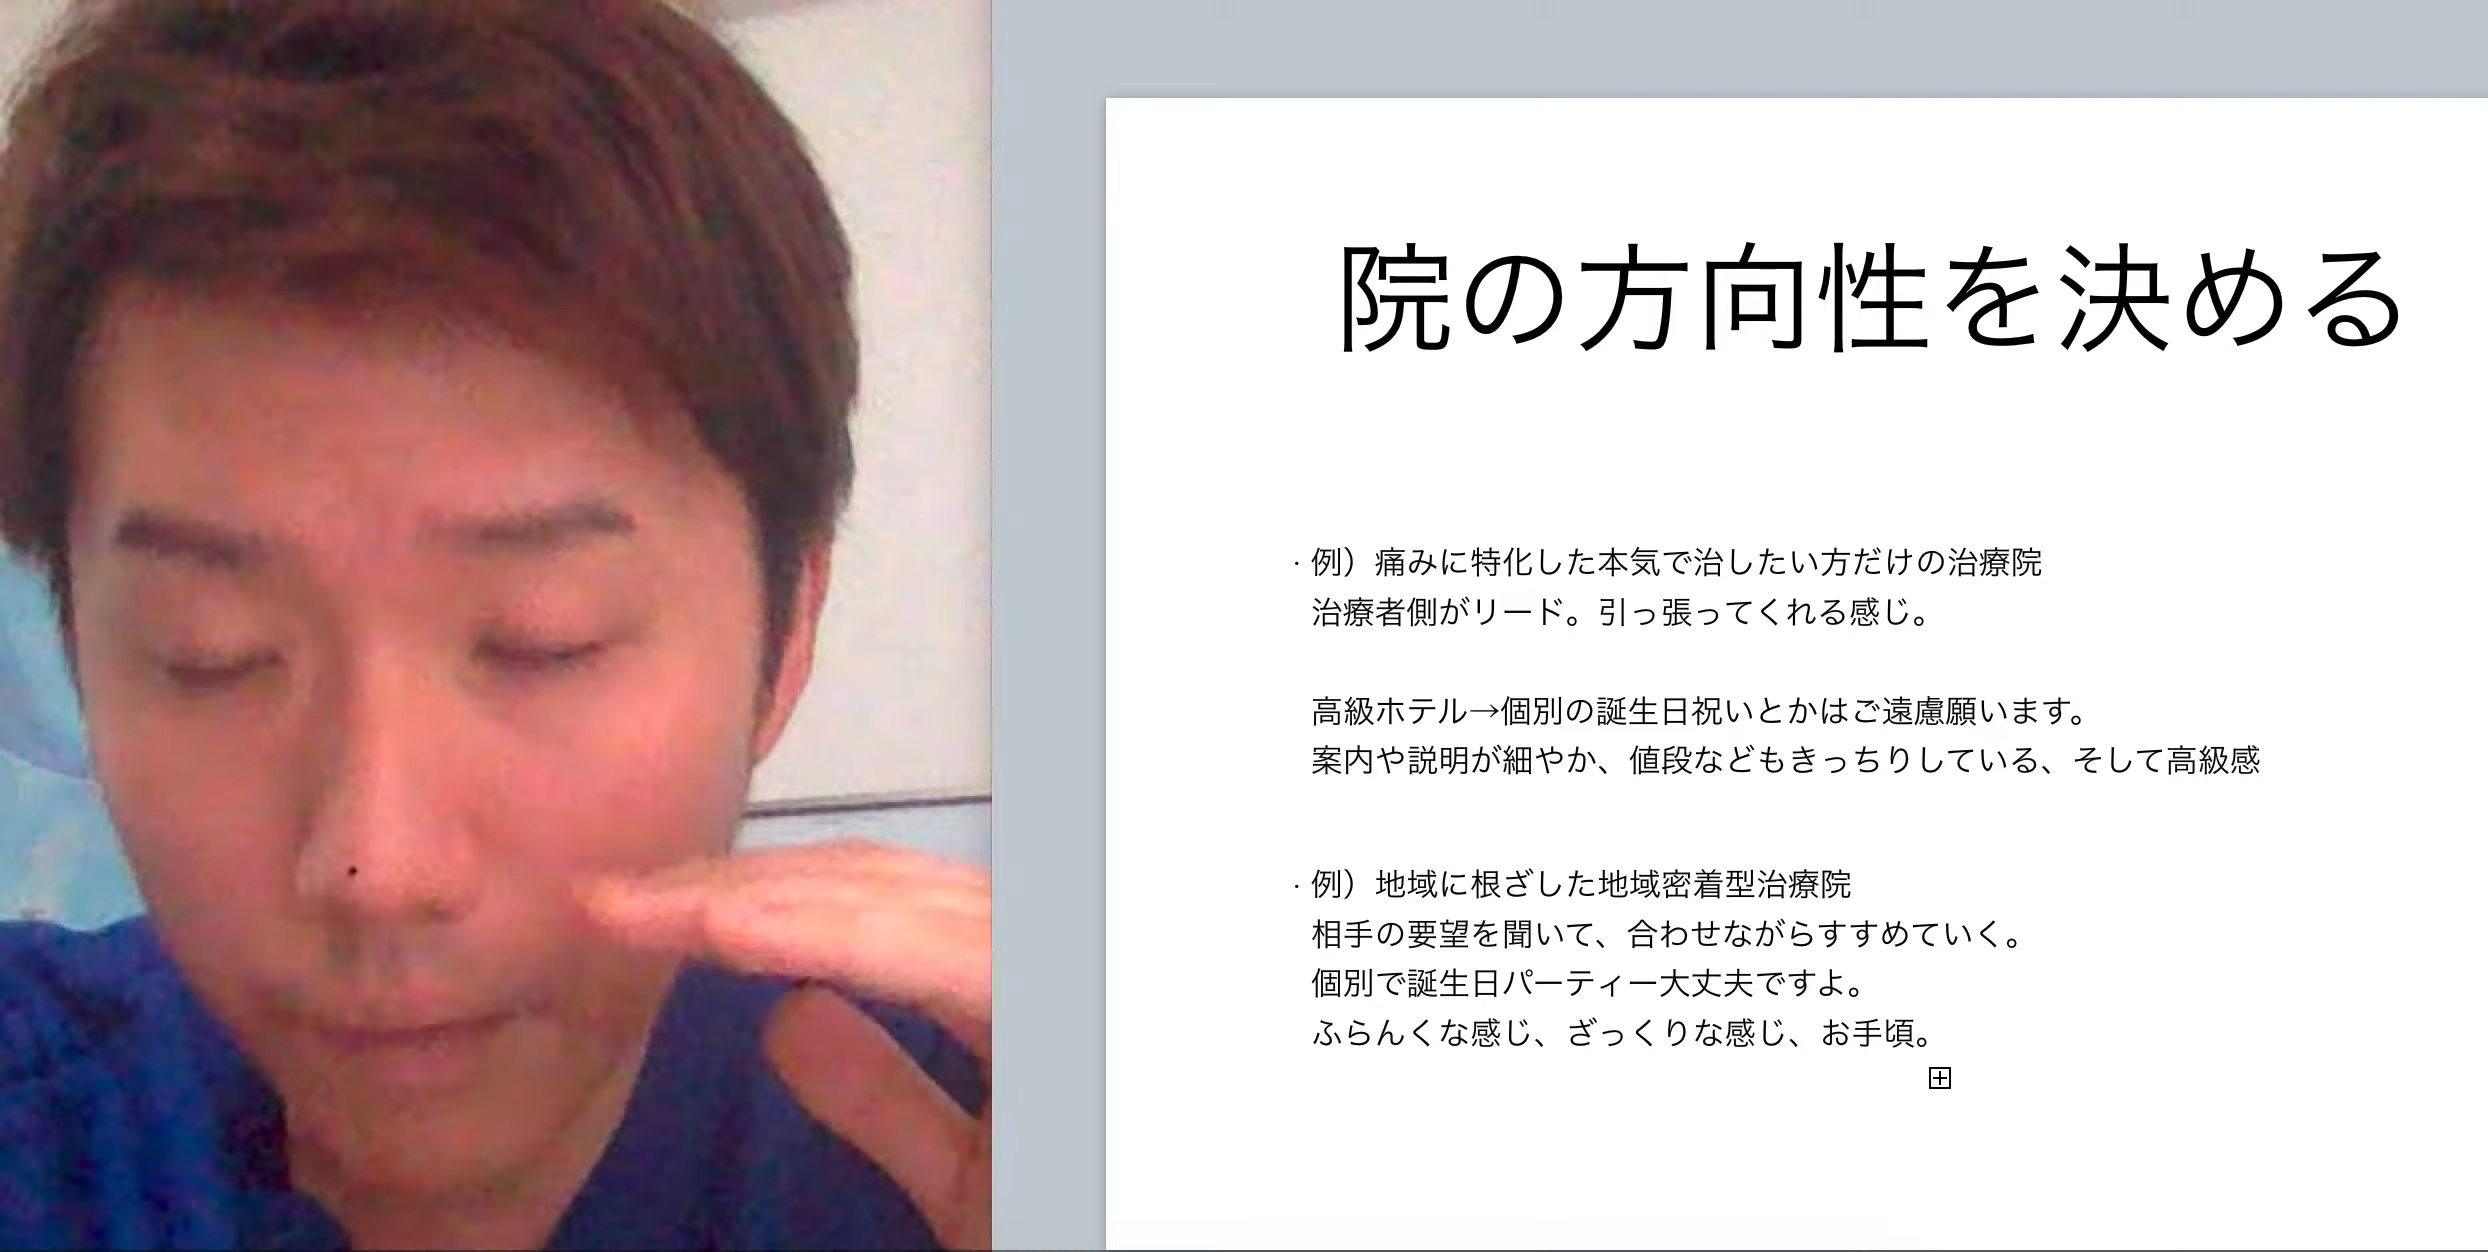 院の方向性を決める
・例）痛みに特化した本気で治したい方だけの治療院
治療者側がリード。引っ張ってくれる感じ。
高級ホテル→個別の誕生日祝いとかはご遠慮願います。
案内や説明が細やか、値段などもきっちりしている、そして高級感
・例）地域に根ざした地域密着型治療院
相手の要望を聞いて、合わせながらすすめていく。
個別で誕生日パーティー大丈夫ですよ。
ふらんくな感じ、ざっくりな感じ、お手頃。